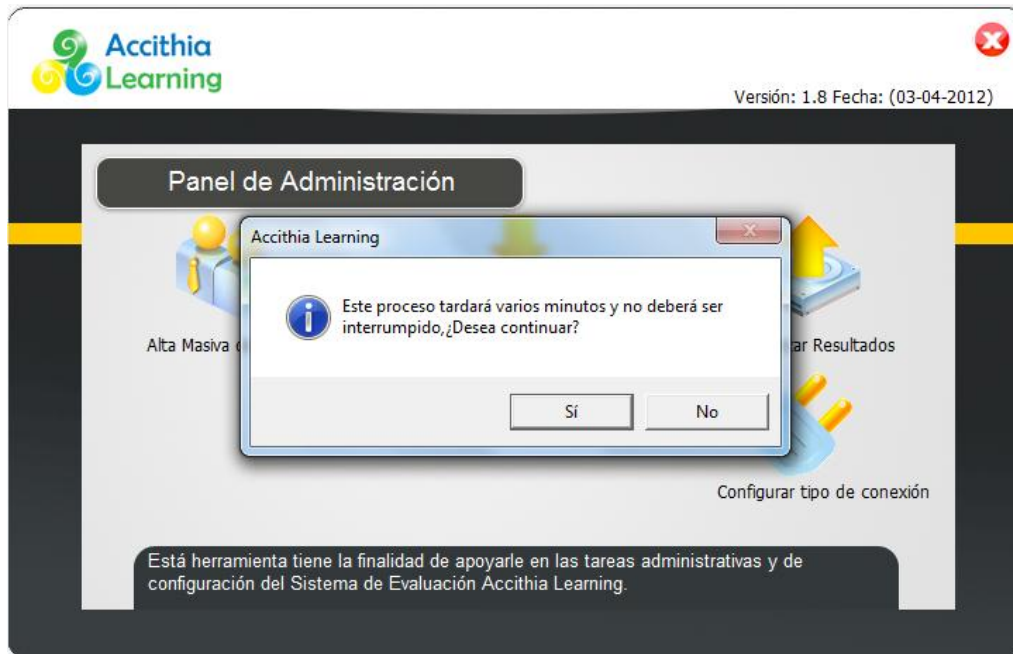 Accithia
Learning
Versión: 1.8 Fecha: (03-04-2012)
Panel de Administración
Accithia Learning
Este proceso tardará varios minutos y no deberá ser
interrumpido,¿Desea continuar?
Sí
No
Alta Masiva
Resultados
Configurar tipo de conexión
Está herramienta tiene la finalidad de apoyarle en las tareas administrativas y de
configuración del Sistema de Evaluación Accithia Learning.